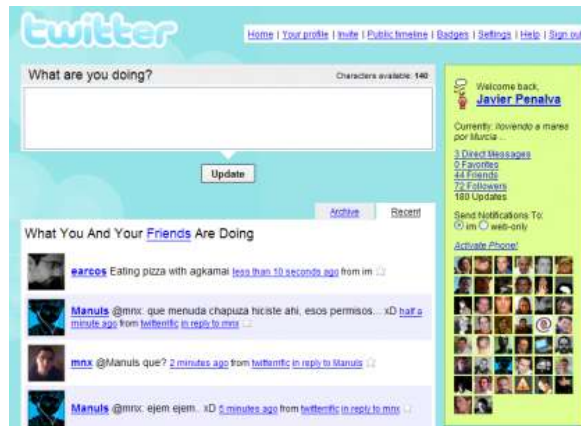 twitter
Home | Your profile | Invite | Public timeline | Badges | Settings | Help | Sign out
What are you doing?
Characters available: 140
Update
Archive
Recent
What You And Your Friends Are Doing
earcos Eating pizza with agkamai less than 10 seconds ago from im
Manuls @mnx: que menuda chapuza hiciste ahi, esos permisos... xD half a
minute ago from twitterrific in reply to mnx
mnx @Manuls que? 2 minutes ago from twitterrific in reply to Manuls
Manuls @mnx: ejem ejem.. xD 5 minutes ago from twitterrific in reply to mnx
Welcome back,
Javier Penalva
Currently: lloviendo a mares
por Murcia ...
3 Direct Messages
0 Favorites
44 Friends
72 Followers
180 Updates
Send Notifications To:
im web-only
Activate Phone!